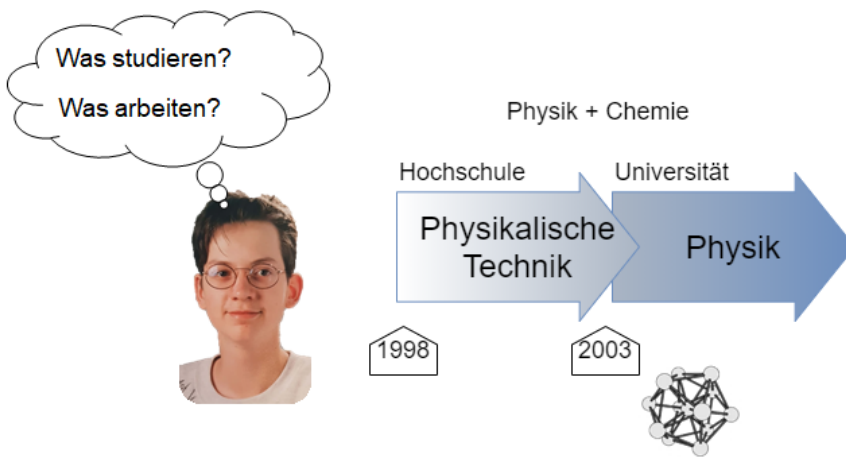 Was studieren?
Was arbeiten?
Physik + Chemie
Hochschule
Universität
Physikalische
Technik
Physik
1998
2003